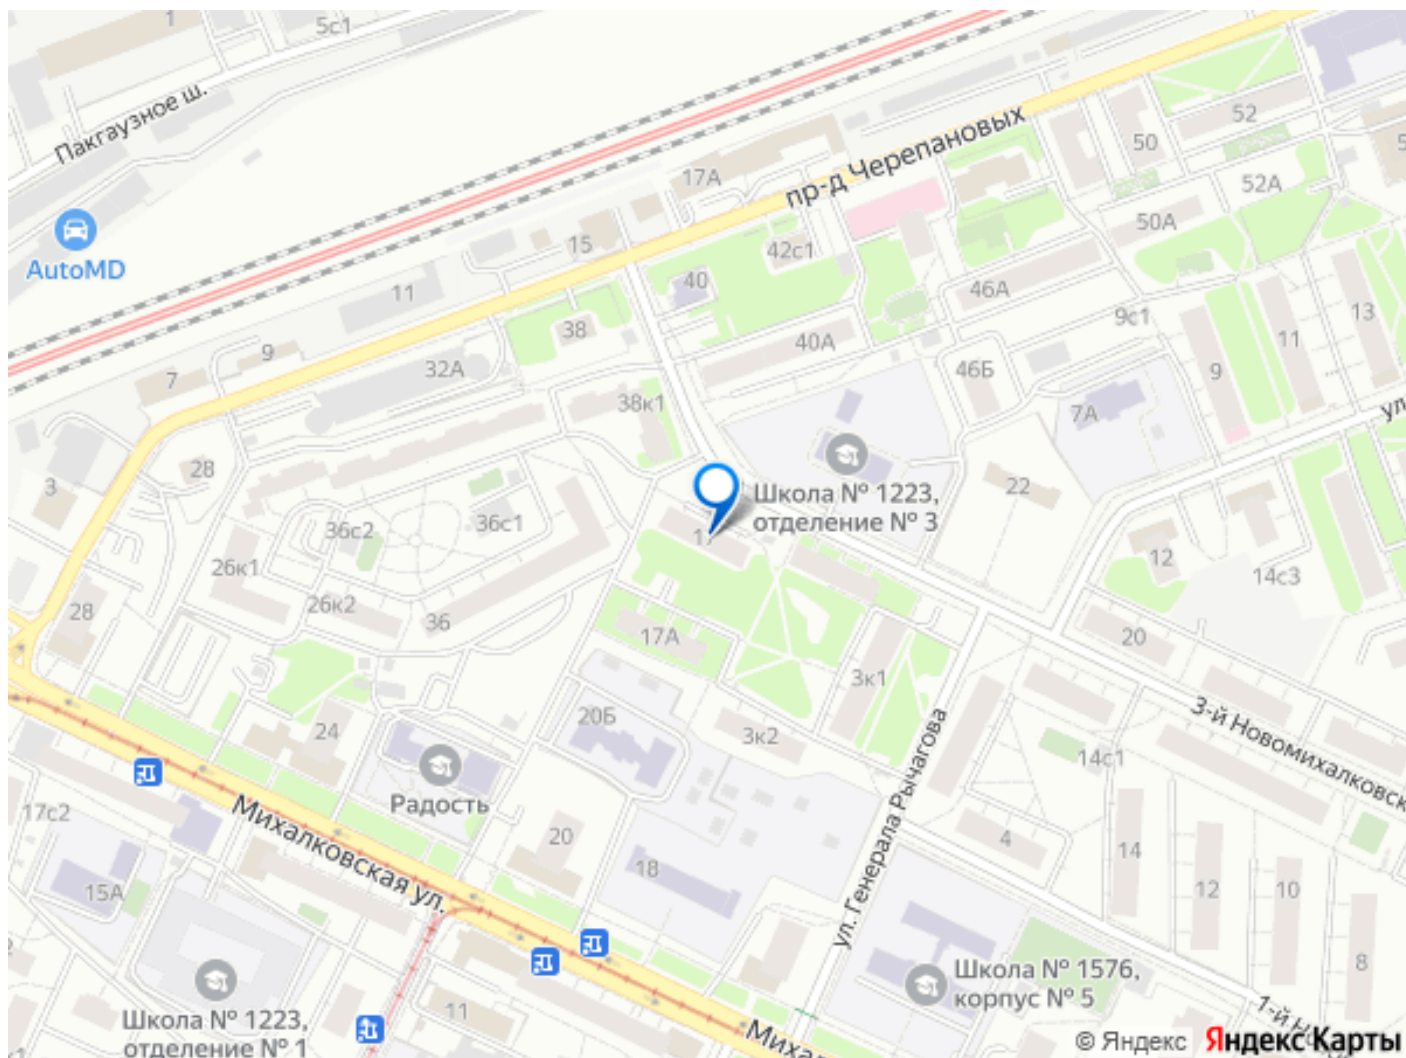 1
5с1
Пакгаузное ш.
52
50
пр-д Черепановых
17А
52А
50А
AutoMD
15
42с1
40
46А
11
9с1
13
38
40А
11
9
32А
46Б
9
7
38к1
7А
ул.
28
22
3
Школа № 1223,
отделение № 3
36с1
36с2
12
26к1
14с3
26к2
28
36
17А
20
3к1
3-й Новомихалковск
20Б
24
3к2
14с1
ул. Генерала Рычагова
Радость
17с2
Михалковская ул.
20
4
14
18
15А
12
10
8
Школа № 1576,
корпус № 5
11
1-й Но
Школа № 1223,
отделение № 1
Михалк
© Яндекс Яндекс Карты